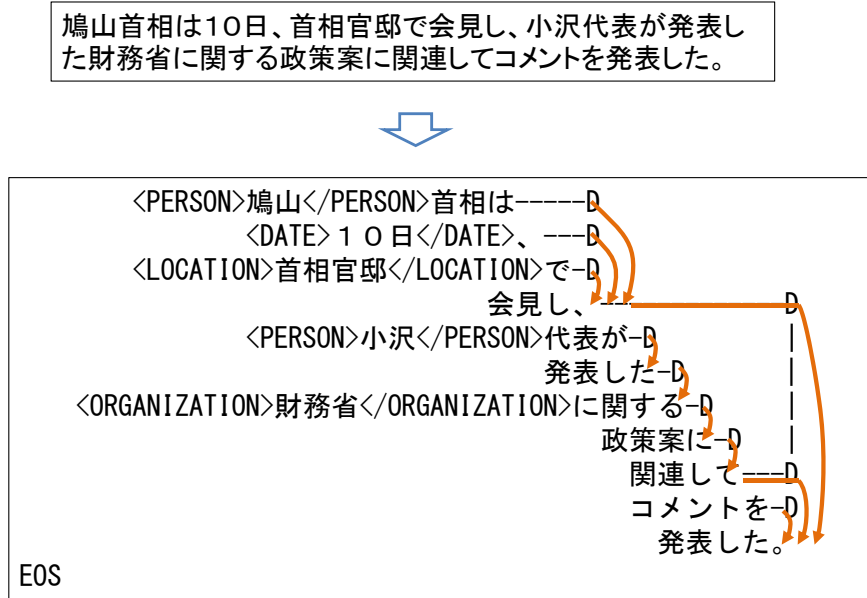 鳩山首相は10日、首相官邸で会見し、小沢代表が発表し
た財務省に関する政策案に関連してコメントを発表した。
<PERSON>鳩山</PERSON>首相は-----D
<DATE>10日</DATE>、---D
<LOCATION>首相官邸</LOCATION>で-D
会見し、---------------D
<PERSON>小沢</PERSON>代表が-D |
発表した-D |
<ORGANIZATION>財務省</ORGANIZATION>に関する-D |
政策案に-D |
関連して---D
コメントを-D
発表した。
EOS